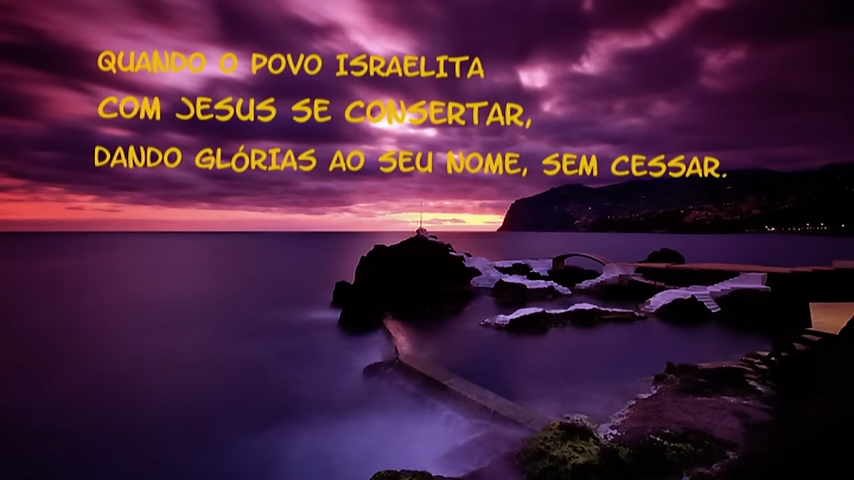 QUANDO O POVO ISRAELITA
COM JESUS SE CONSERTAR,
DANDO GLÓRIAS AO SEU NOME, SEM CESSAR.